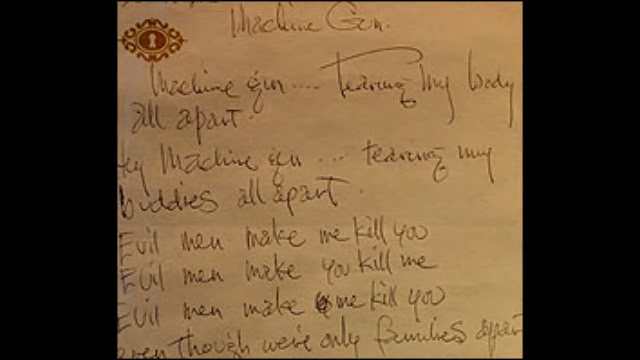 Machine Gun.
Machine gun .... Tearing My body
all apart.
Hey Machine gun ... tearing my
buddies all apart.
Evil men make me kill you
Evil men make you kill me
Evil men make me kill you
even though we're only families apart